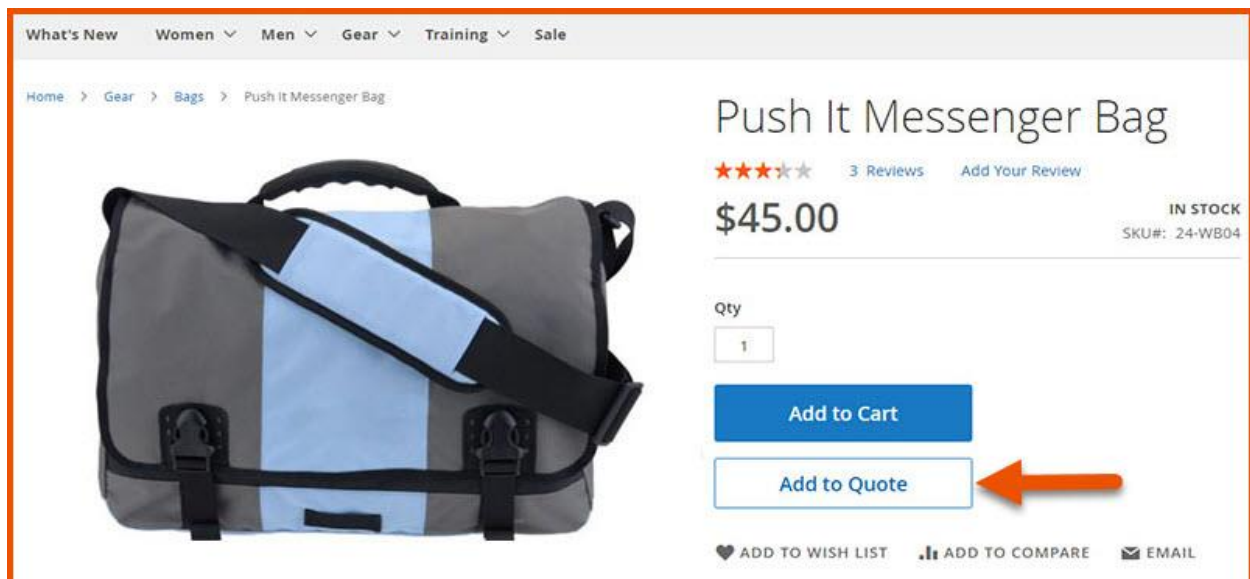 What's New Women Men Gear Training Sale
Home > Gear > Bags > Push It Messenger Bag
Push It Messenger Bag
3 Reviews Add Your Review
$45.00
IN STOCK
SKU#: 24-WB04
Qty
1
Add to Cart
Add to Quote
ADD TO WISH LIST ADD TO COMPARE EMAIL